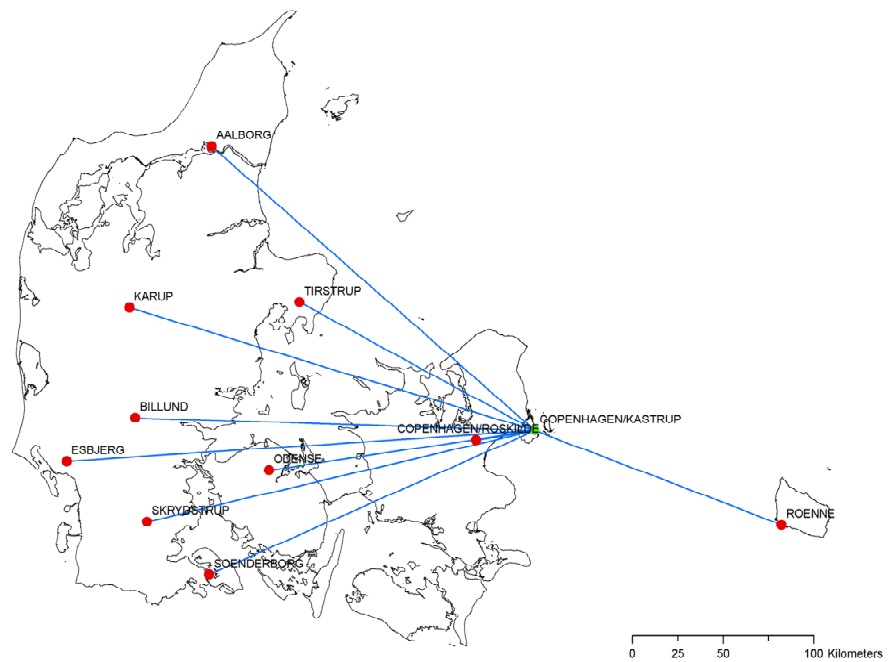 AALBORG
KARUP
TIRSTRUP
BILLUND
COPENHAGEN/KASTRUP
COPENHAGEN/ROSKILDE
ESBJERG
ODENSE
SKRYDSTRUP
ROENNE
SOENDERBORG
0 25 50 100 Kilometers